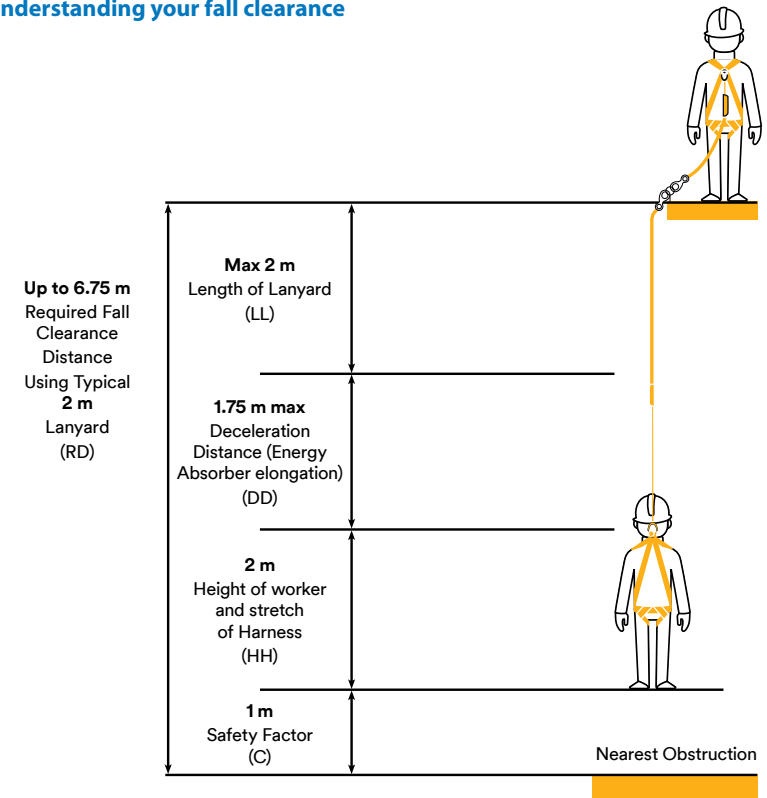 nderstanding your fall clearance
Up to 6.75 m
Required Fall
Clearance
Distance
Using Typical
2 m
Lanyard
(RD)
Max 2 m
Length of Lanyard
(LL)
1.75 m max
Deceleration
Distance (Energy
Absorber elongation)
(DD)
2 m
Height of worker
and stretch
of Harness
(HH)
1 m
Safety Factor
(C)
Nearest Obstruction